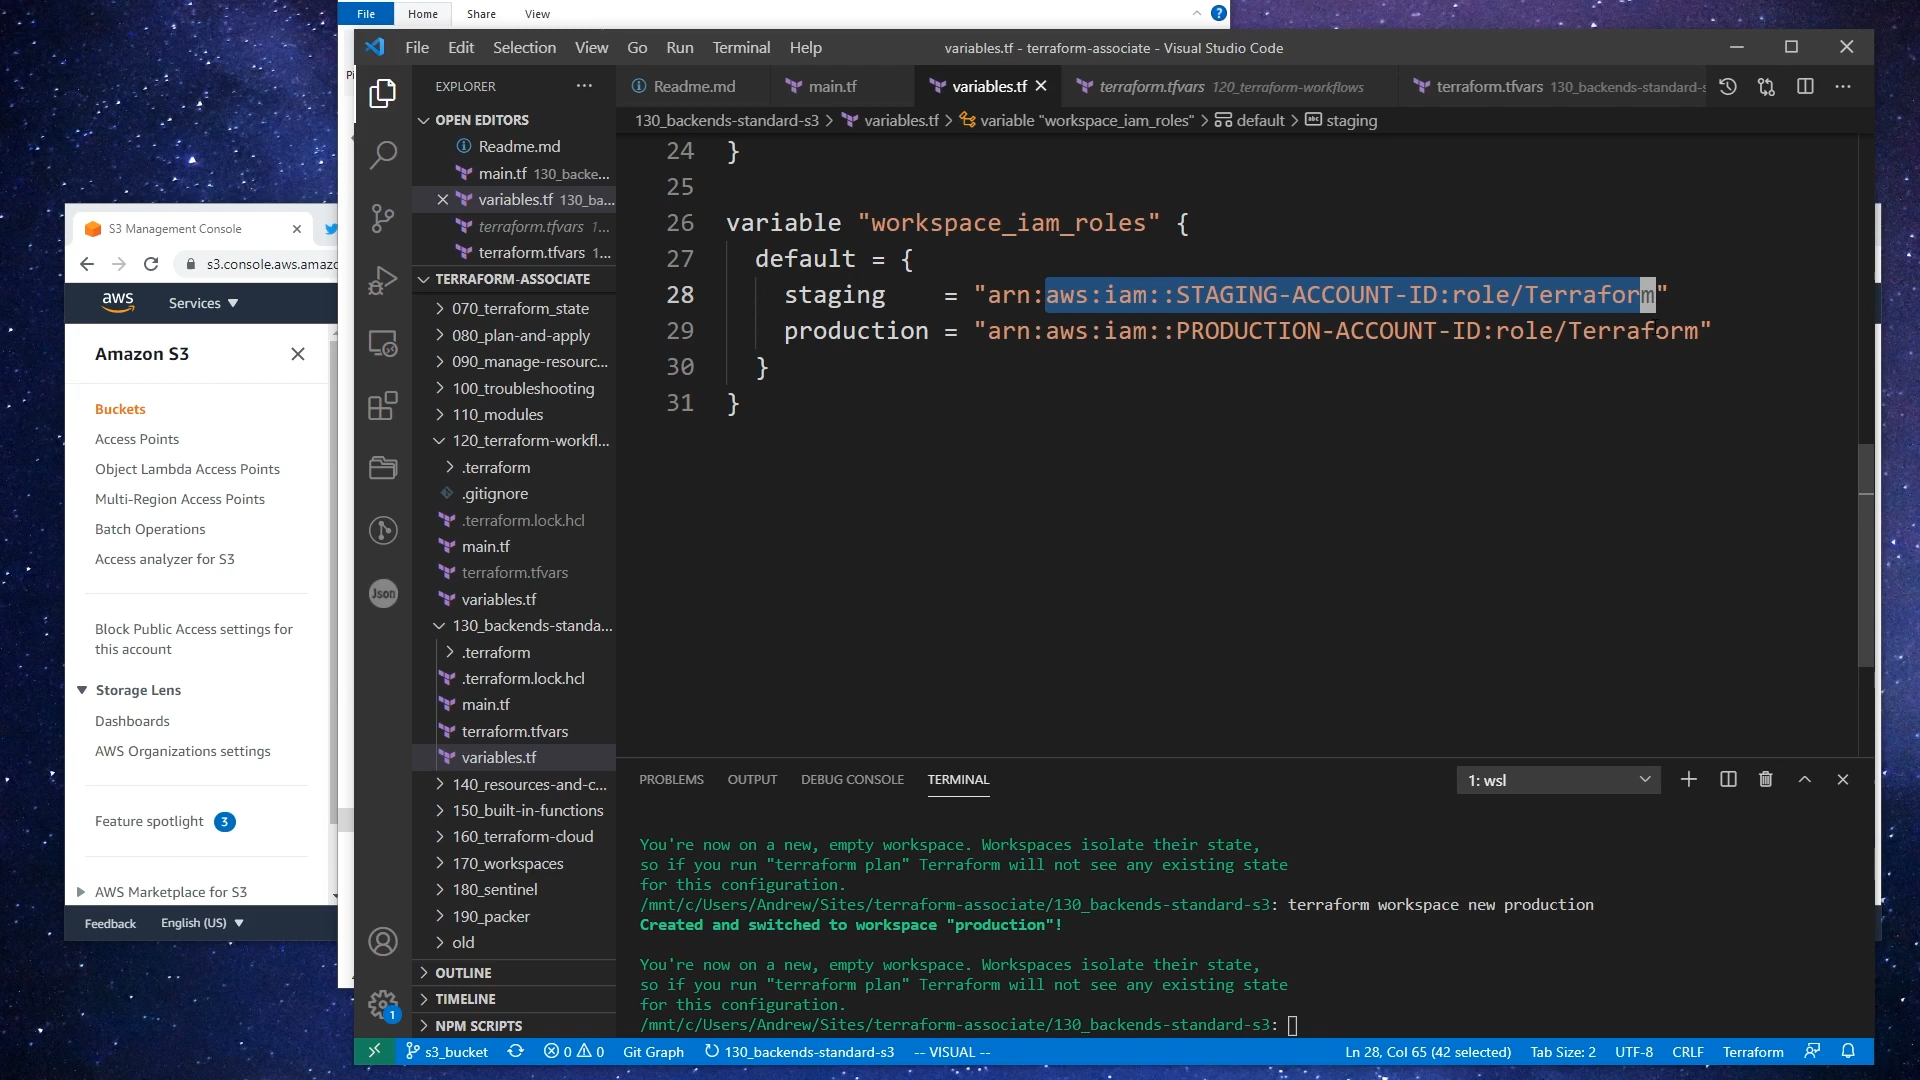 File Home Share View
File Edit Selection View Go Run Terminal Help
variables.tf - terraform-associate - Visual Studio Code
EXPLORER
Readme.md
main.tf
variables.tf
terraform.tfvars 120_terraform-workflows
terraform.tfvars 130_backends-standard-s
130_backends-standard-s3 > variables.tf > variable "workspace_iam_roles" > default > abc staging
OPEN EDITORS
Readme.md
main.tf 130_backe...
variables.tf 130_ba...
terraform.tfvars 1...
terraform.tfvars 1...
TERRAFORM-ASSOCIATE
070_terraform_state
080_plan-and-apply
090_manage-resourc...
100_troubleshooting
110_modules
120_terraform-workfl...
.terraform
.gitignore
.terraform.lock.hcl
main.tf
terraform.tfvars
variables.tf
130_backends-standa...
.terraform
.terraform.lock.hcl
main.tf
terraform.tfvars
variables.tf
140_resources-and-c...
150_built-in-functions
160_terraform-cloud
170_workspaces
180_sentinel
190_packer
old
OUTLINE
TIMELINE
NPM SCRIPTS
Json
1
24 }
25
26 variable "workspace_iam_roles" {
27 default = {
28 staging = "arn:aws:iam::STAGING-ACCOUNT-ID:role/Terraform"
29 production = "arn:aws:iam::PRODUCTION-ACCOUNT-ID:role/Terraform"
30 }
31 }
PROBLEMS OUTPUT DEBUG CONSOLE TERMINAL
1: wsl
You're now on a new, empty workspace. Workspaces isolate their state,
so if you run "terraform plan" Terraform will not see any existing state
for this configuration.
/mnt/c/Users/Andrew/Sites/terraform-associate/130_backends-standard-s3: terraform workspace new production
Created and switched to workspace "production"!
You're now on a new, empty workspace. Workspaces isolate their state,
so if you run "terraform plan" Terraform will not see any existing state
for this configuration.
/mnt/c/Users/Andrew/Sites/terraform-associate/130_backends-standard-s3:
s3_bucket 0 0 Git Graph 130_backends-standard-s3 -- VISUAL --
Ln 28, Col 65 (42 selected) Tab Size: 2 UTF-8 CRLF Terraform
S3 Management Console
s3.console.aws.amazo
aws Services
Amazon S3
Buckets
Access Points
Object Lambda Access Points
Multi-Region Access Points
Batch Operations
Access analyzer for S3
Block Public Access settings for
this account
Storage Lens
Dashboards
AWS Organizations settings
Feature spotlight 3
AWS Marketplace for S3
Feedback English (US)